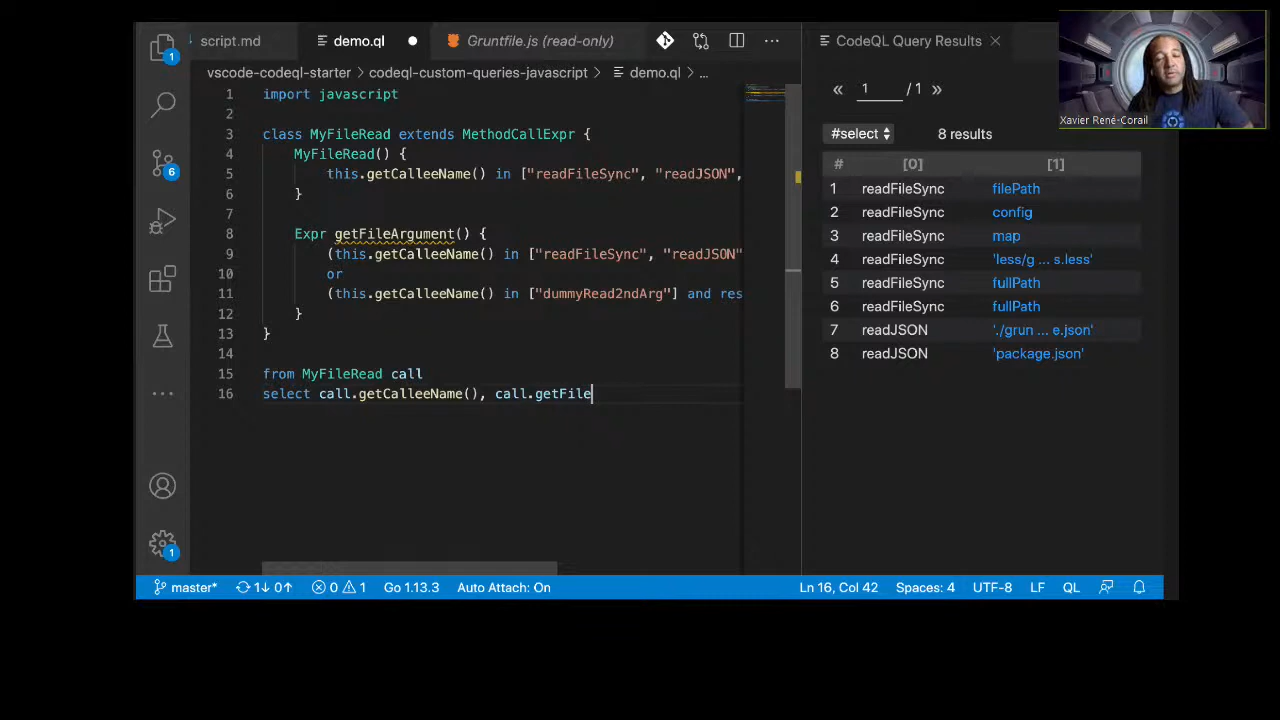 script.md
demo.ql
Gruntfile.js (read-only)
CodeQL Query Results
Xavier René-Corail
vscode-codeql-starter > codeql-custom-queries-javascript > demo.ql > ...
1 import javascript
2
3 class MyFileRead extends MethodCallExpr {
4 MyFileRead() {
5 this.getCalleeName() in ["readFileSync", "readJSON",
6 }
7
8 Expr getFileArgument() {
9 (this.getCalleeName() in ["readFileSync", "readJSON"
10 or
11 (this.getCalleeName() in ["dummyRead2ndArg"] and res
12 }
13 }
14
15 from MyFileRead call
16 select call.getCalleeName(), call.getFile
« 1 / 1 »
#select 8 results
# [0] [1]
1 readFileSync filePath
2 readFileSync config
3 readFileSync map
4 readFileSync 'less/g ... s.less'
5 readFileSync fullPath
6 readFileSync fullPath
7 readJSON './grun ... e.json'
8 readJSON 'package.json'
1
6
1
master* 1↓ 0↑ 0 1 Go 1.13.3 Auto Attach: On Ln 16, Col 42 Spaces: 4 UTF-8 LF QL